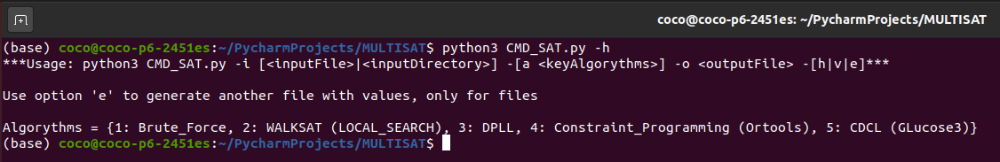 coco@coco-p6-2451es: ~/PycharmProjects/MULTISAT
(base) coco@coco-p6-2451es:~/PycharmProjects/MULTISAT$ python3 CMD_SAT.py -h
***Usage: python3 CMD_SAT.py -i [<inputFile>|<inputDirectory>] -[a <keyAlgorythms>] -o <outputFile> -[h|v|e]***
Use option 'e' to generate another file with values, only for files
Algorythms = {1: Brute_Force, 2: WALKSAT (LOCAL_SEARCH), 3: DPLL, 4: Constraint_Programming (Ortools), 5: CDCL (GLucose3)}
(base) coco@coco-p6-2451es:~/PycharmProjects/MULTISAT$